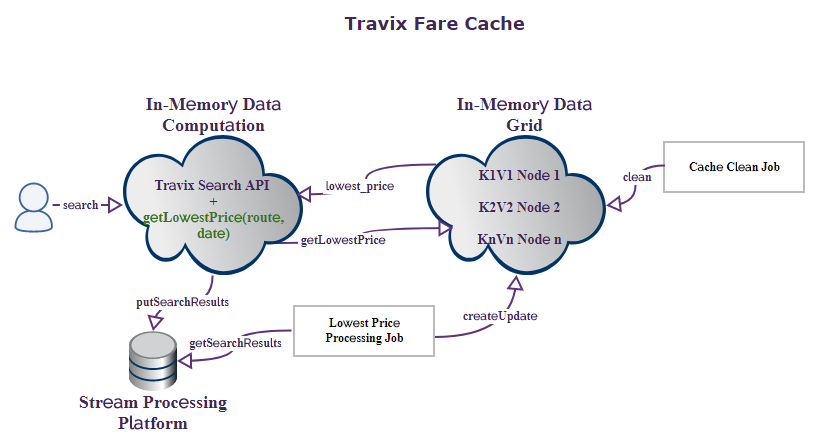 Travix Fare Cache
In-Memory Data
Computation
In-Memory Data
Grid
Travix Search API
+
getLowestPrice(route,
date)
K1V1 Node 1
K2V2 Node 2
KnVn Node n
Cache Clean Job
clean
lowest_price
search
getLowestPrice
putSearchResults
Lowest Price
Processing Job
createUpdate
getSearchResults
Stream Processing
Platform